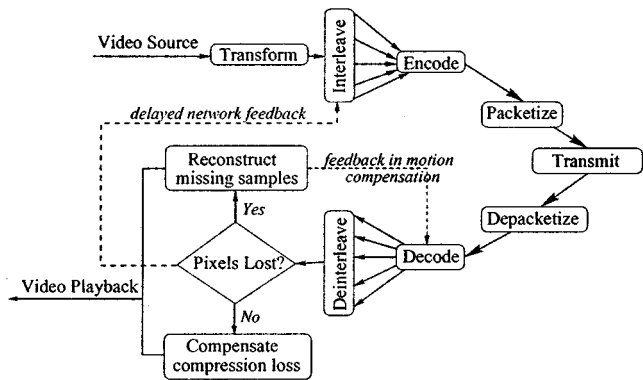 Video Source
Transform
Interleave
Encode
Packetize
Transmit
Depacketize
Decode
Deinterleave
delayed network feedback
Reconstruct
missing samples
feedback in motion
compensation
Yes
Pixels Lost?
No
Video Playback
Compensate
compression loss